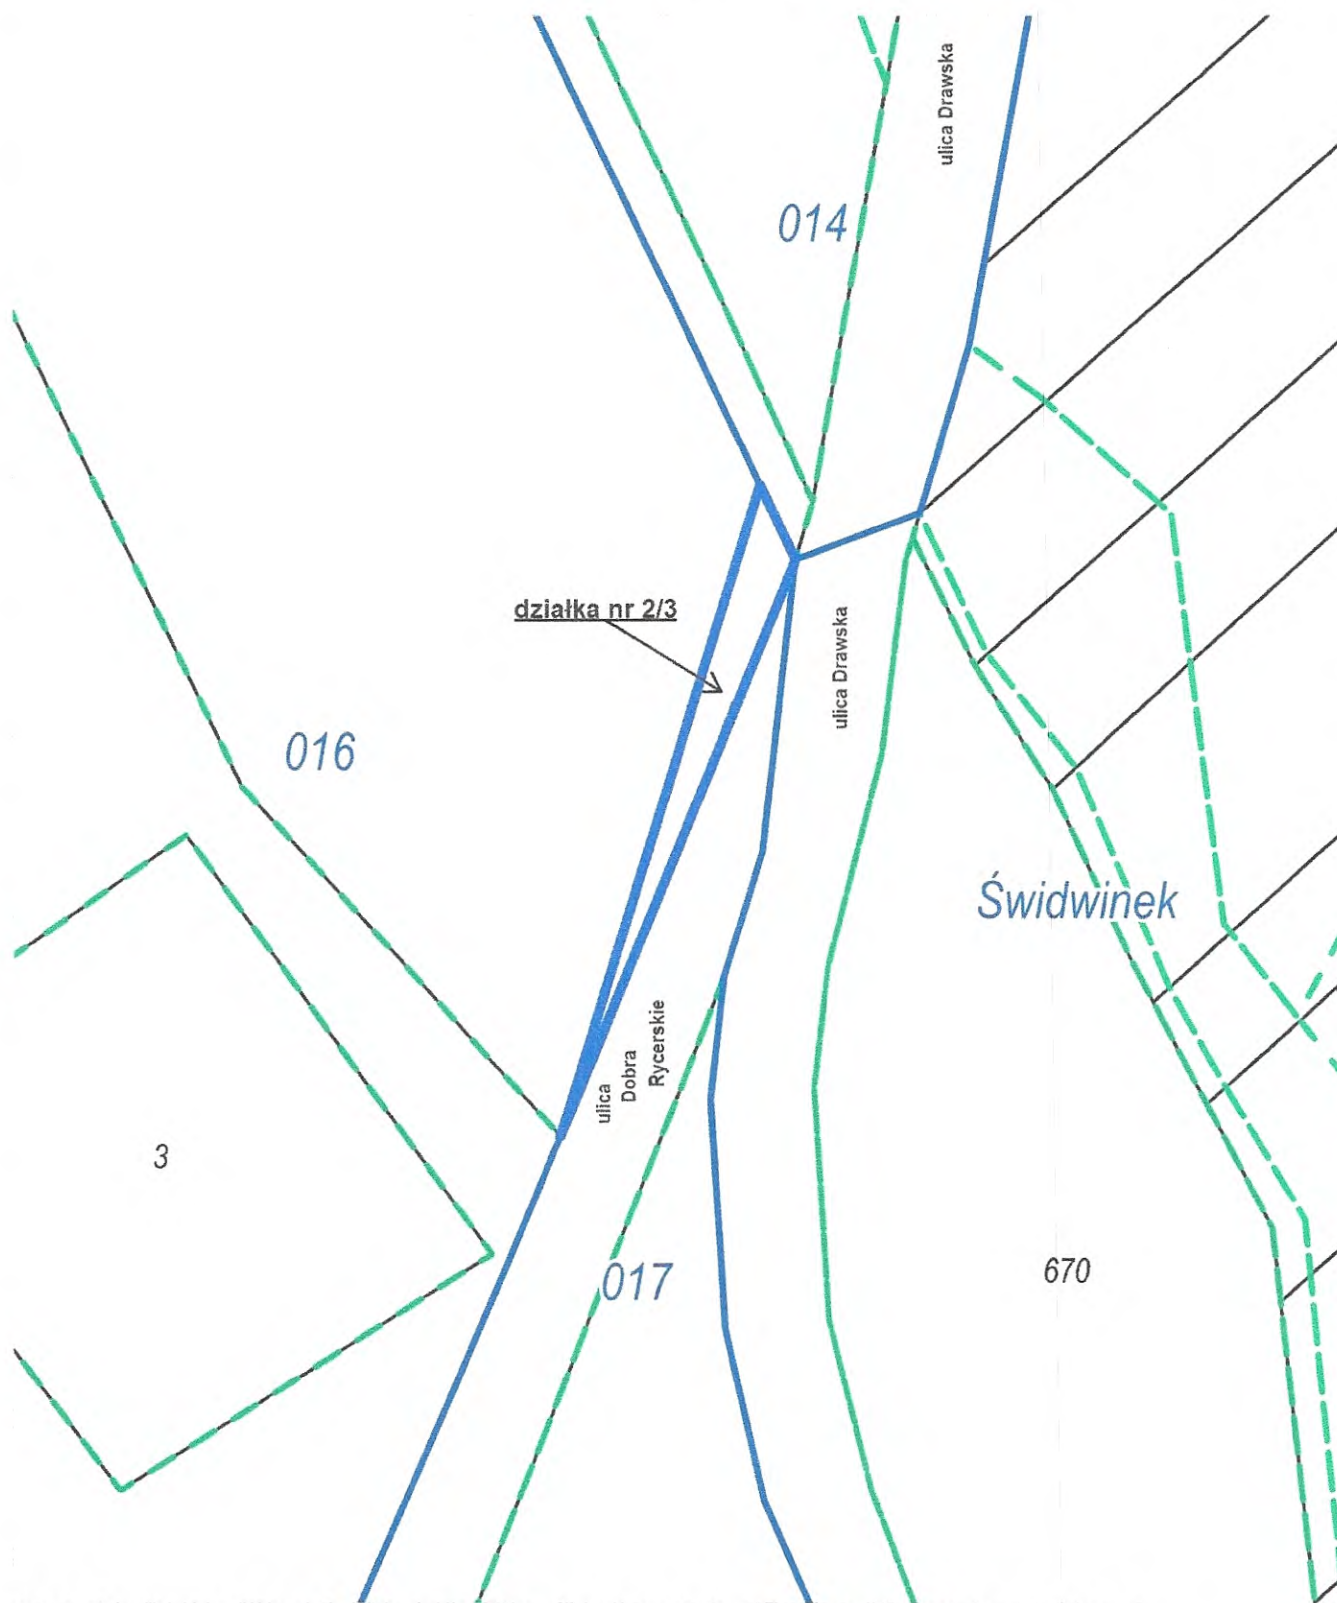 ulica Drawska
014
działka nr 2/3
ulica Drawska
016
Świdwinek
ulica
Dobra
Rycerskie
3
017
670